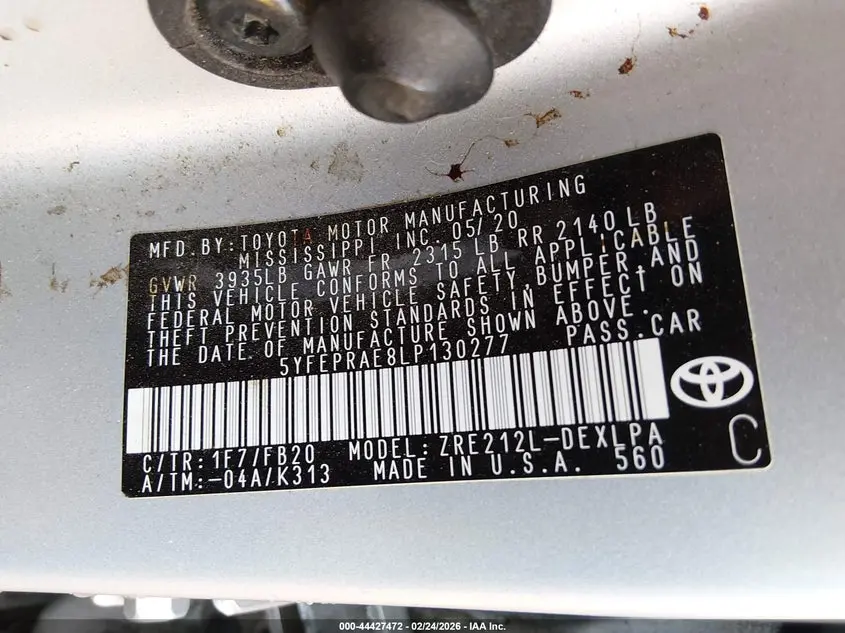 MFD. BY: TOYOTA MOTOR MANUFACTURING
MISSISSIPPI INC. 05/20
GVWR 3935LB GAWR FR 2315 LB RR 2140 LB
THIS VEHICLE CONFORMS TO ALL APPLICABLE
FEDERAL MOTOR VEHICLE SAFETY, BUMPER, AND
THEFT PREVENTION STANDARDS IN EFFECT ON
THE DATE OF MANUFACTURE SHOWN ABOVE.
5YFEPRAE8LP130277 PASS. CAR
C/TR: 1F7/FB20 MODEL: ZRE212L-DEXLPA
A/TM: -04A/K313 MADE IN U.S.A. 560
C
000-44427472 / 02/24/2026 - IAA Inc.